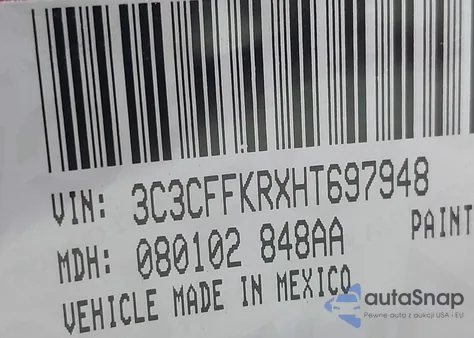 VIN: 3C3CFFKRXHT697948
MDH: 080102 848AA PAINT
VEHICLE MADE IN MEXICO
autaSnap
Pewne auta z aukcji USA i EU